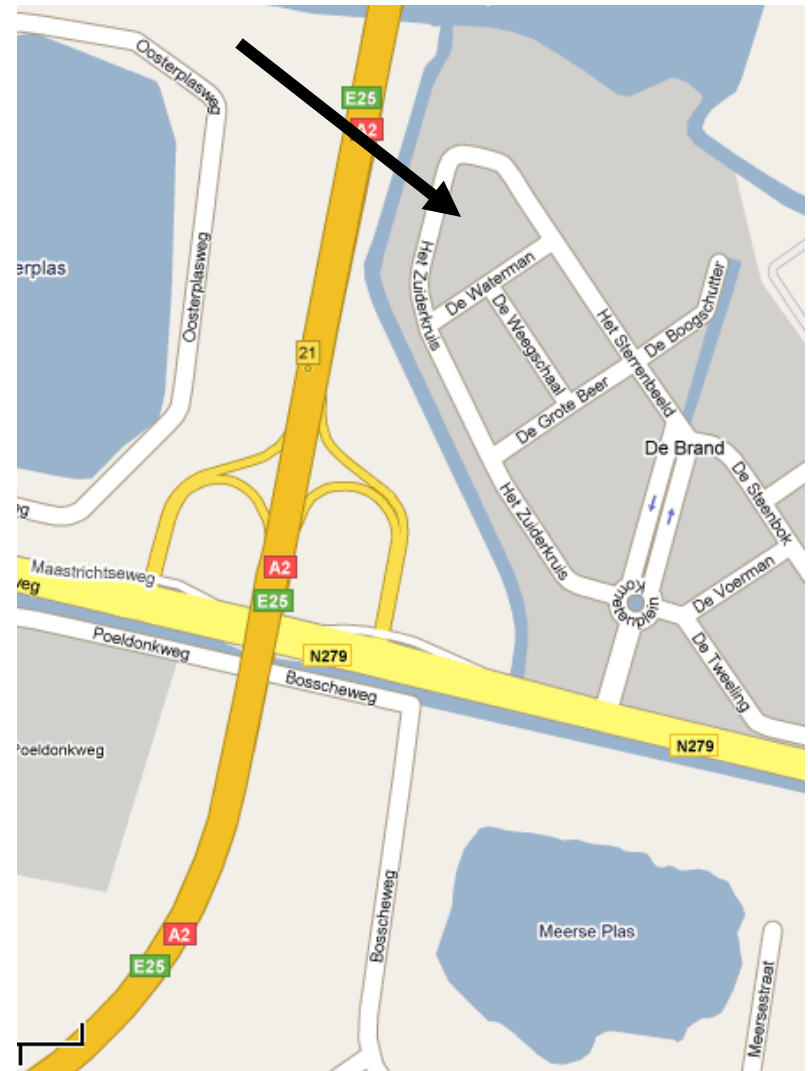 Oosterplasweg
E25
A2
Het Zuiderkruis
De Waterman
erplas
Oosterplasweg
De Weegschaal
Het Sterrenbeeld
De Boogschutter
21
De Grote Beer
De Brand
De Steenbok
Het Zuiderkruis
eg
Maastrichtseweg
weg
A2
E25
Kometenplein
De Voerman
Poeldonkweg
N279
De Tweeling
Bosscheweg
Poeldonkweg
N279
Bosscheweg
Meerse Plas
A2
E25
Meersestraat